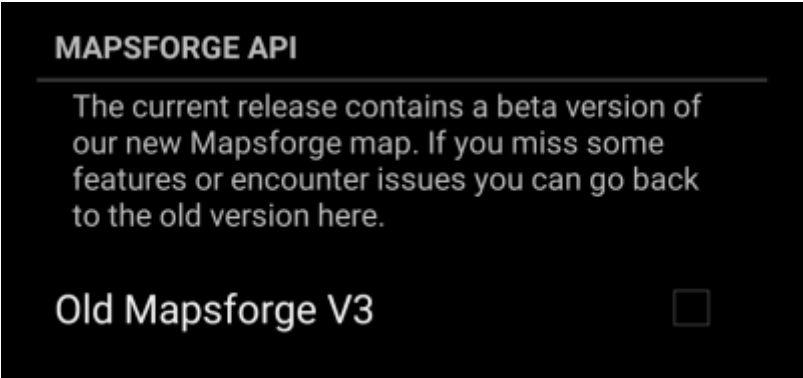 MAPSFORGE API
The current release contains a beta version of
our new Mapsforge map. If you miss some
features or encounter issues you can go back
to the old version here.
Old Mapsforge V3